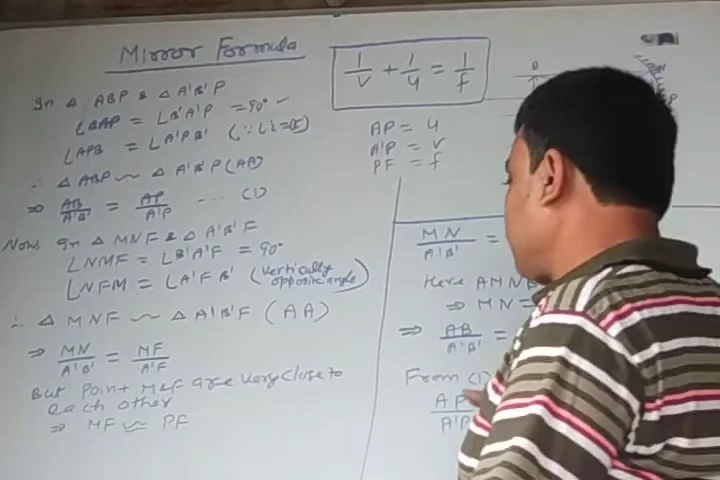 Mirror Formula
1/v + 1/u = 1/f
In △ ABP & △ A'B'P
∠BAP = ∠B'A'P = 90°
∠APB = ∠A'PB'
∴ △ ABP ∼ △ A'B'P (AA)
⇒ AB/A'B' = AP/A'P ... (1)
Now, In △ MNF & △ A'B'F
∠NMF = ∠B'A'F = 90°
∠NFM = ∠A'FB' (vertically opposite angle)
∴ △ MNF ∼ △ A'B'F (AA)
⇒ MN/A'B' = MF/A'F
But Point M&F are very close to
each other
⇒ MF ≃ PF
AP = u
A'P = v
PF = f
MN/A'B' =
Here AMNB
⇒ MN =
⇒ AB/A'B' =
From (1)
AP/A'P